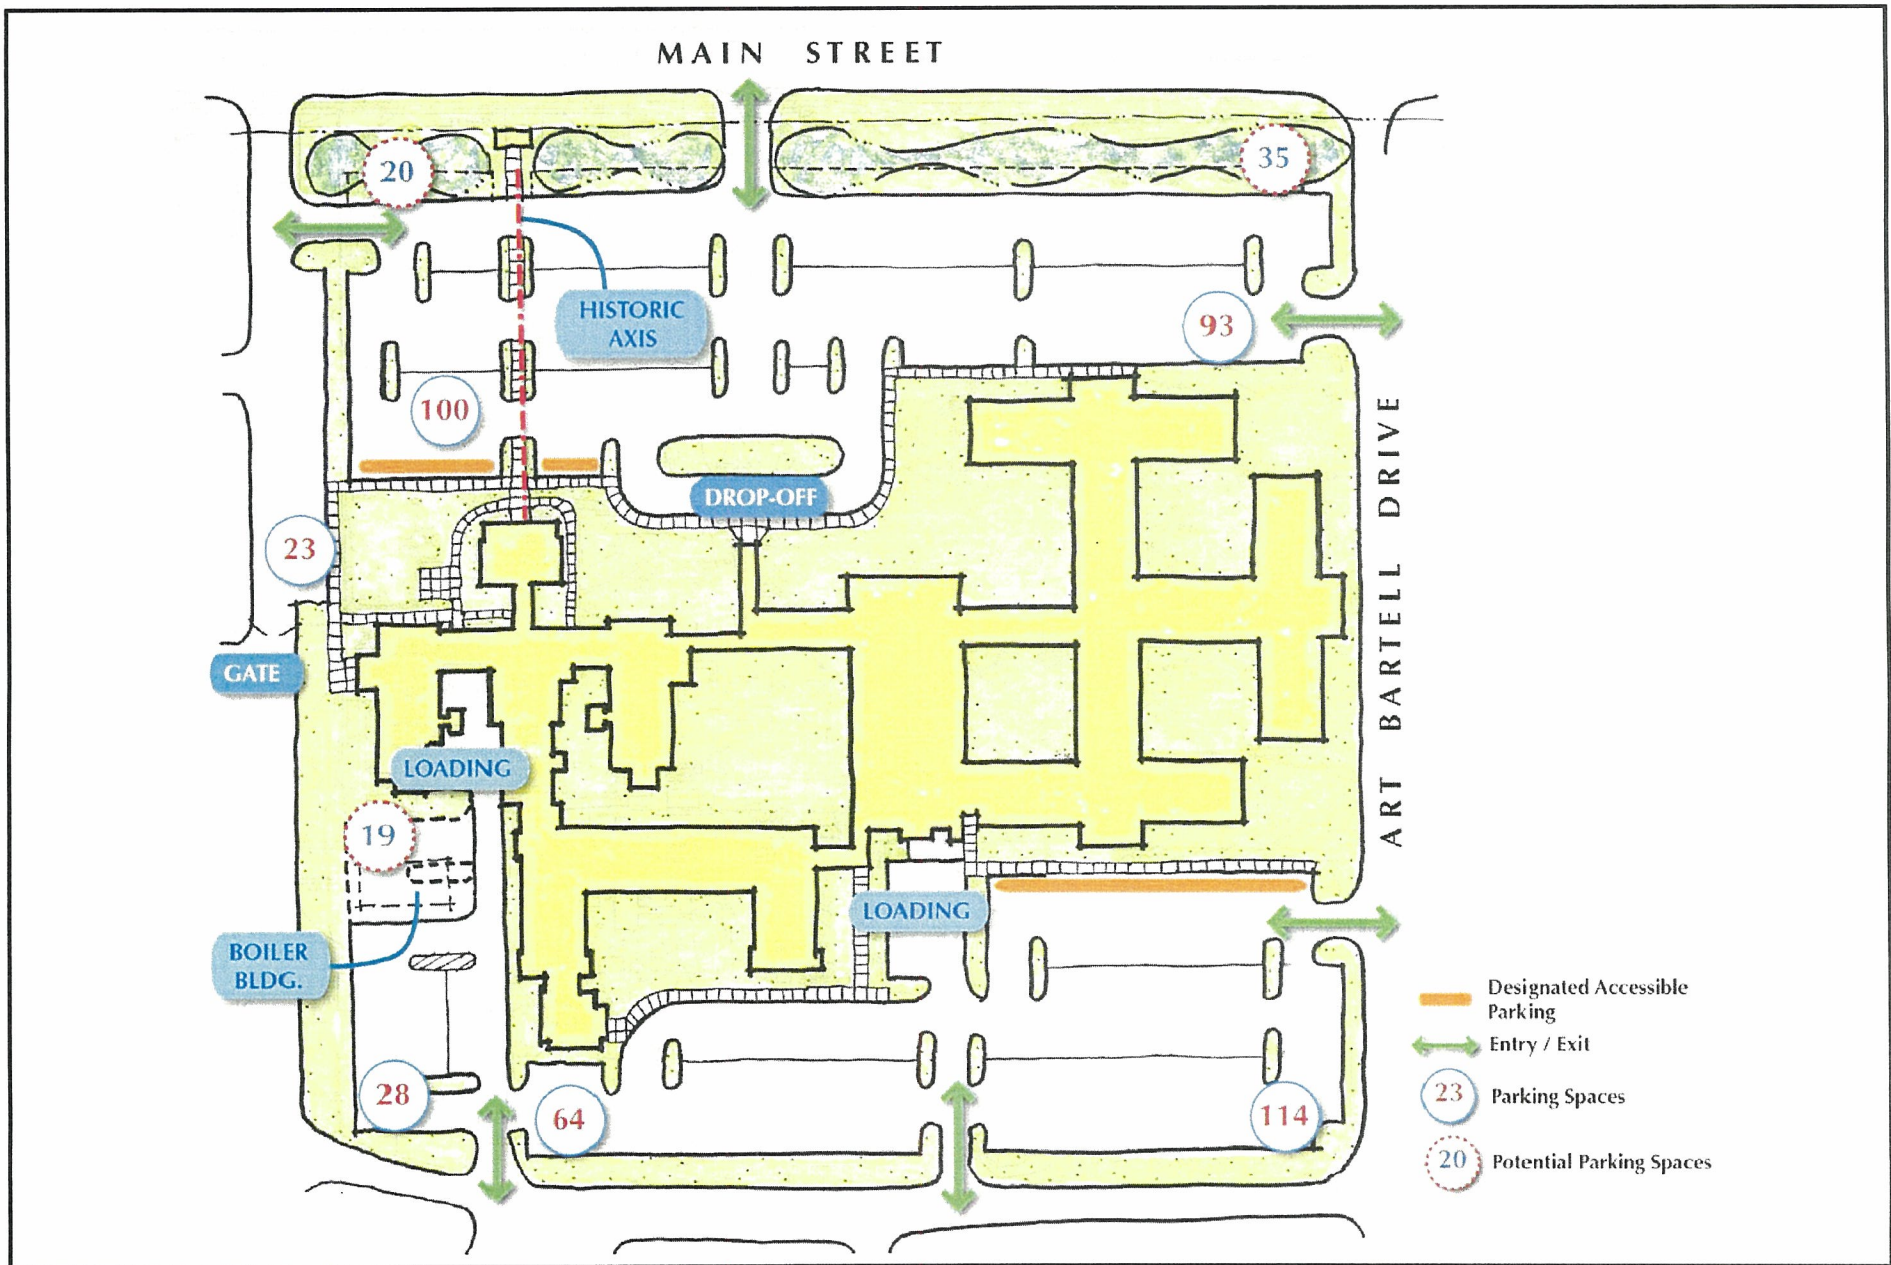 MAIN STREET
20
35
HISTORIC
AXIS
93
100
DROP-OFF
23
ART BARTELL DRIVE
GATE
LOADING
19
LOADING
BOILER
BLDG.
28
64
114
Designated Accessible
Parking
Entry / Exit
23
Parking Spaces
20
Potential Parking Spaces